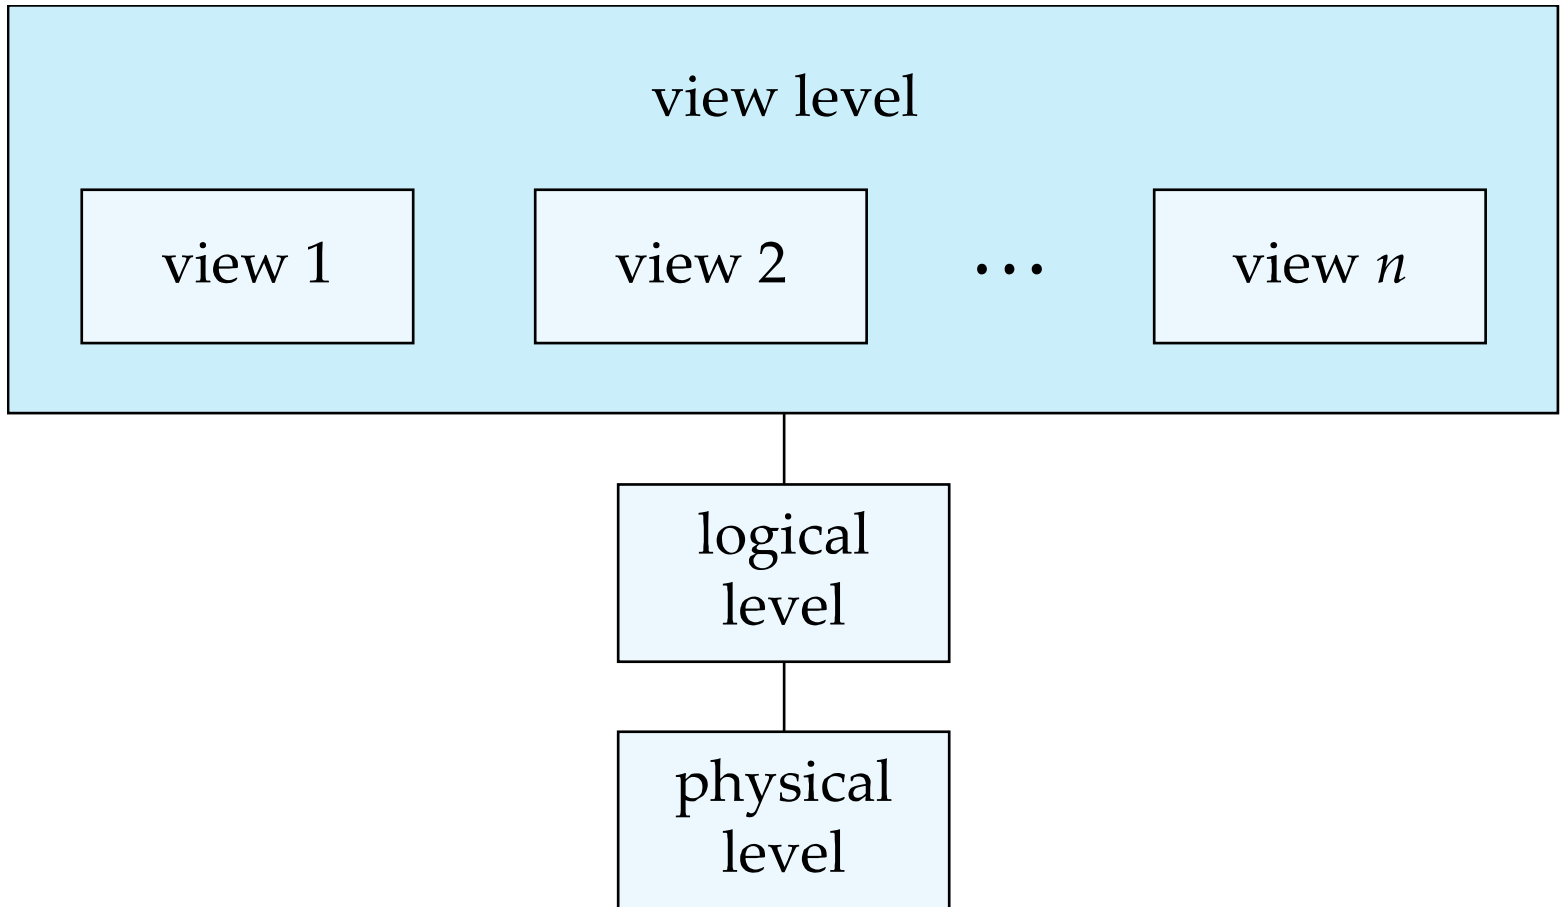 view level
view 1
view 2
...
view n
logical
level
physical
level